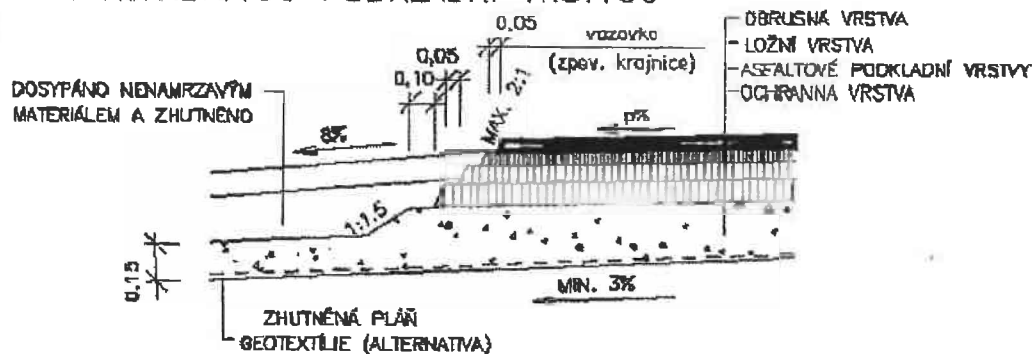 0.05
vozovka
(zpev. krajnice)
OBRUSNÁ VRSTVA
LOŽNÍ VRSTVA
ASFALTOVÉ PODKLADNÍ VRSTVY
OCHRANNÁ VRSTVA
0,05
0,10
MAX. 2:1
DOSYPÁNO NENAMRZAVÝM
MATERIÁLEM A ZHUTNĚNO
8%
p%
1:1.5
0.15
MIN. 3%
ZHUTNĚNÁ PLÁŇ
GEOTEXTÍLIE (ALTERNATIVA)